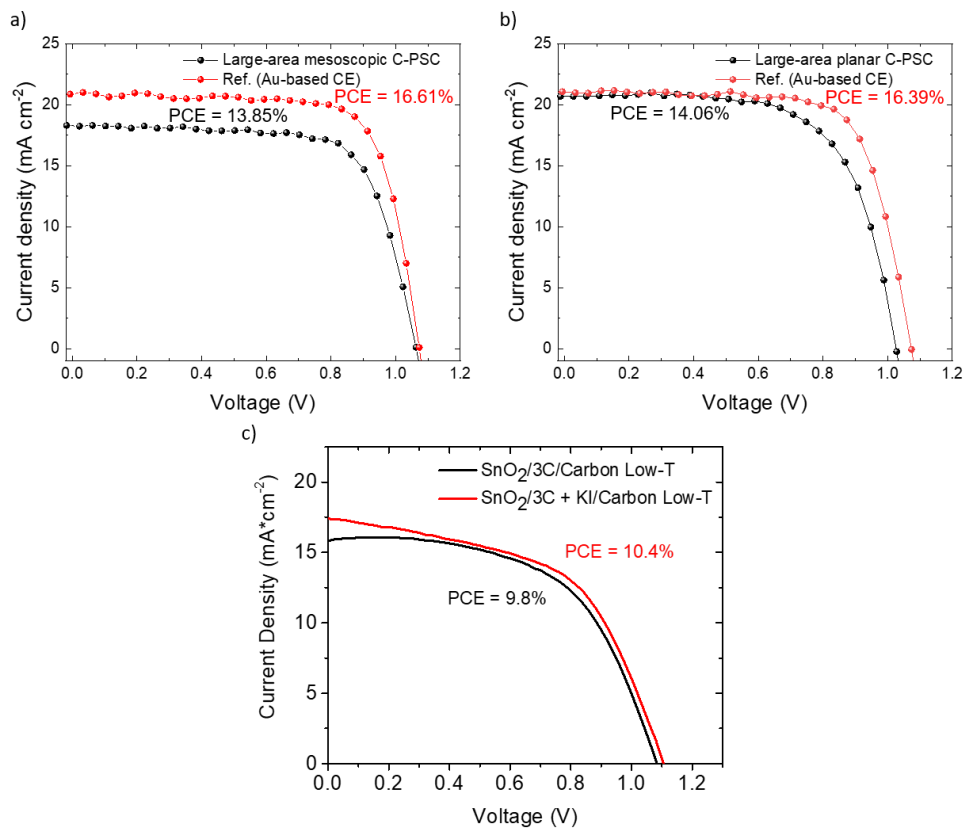 a)
Large-area mesoscopic C-PSC
Ref. (Au-based CE)
PCE = 16.61%
PCE = 13.85%
Current density (mA cm⁻²)
25
20
15
10
5
0
0.0 0.2 0.4 0.6 0.8 1.0 1.2
Voltage (V)
b)
Large-area planar C-PSC
Ref. (Au-based CE)
PCE = 16.39%
PCE = 14.06%
Current density (mA cm⁻²)
25
20
15
10
5
0
0.0 0.2 0.4 0.6 0.8 1.0 1.2
Voltage (V)
c)
SnO₂/3C/Carbon Low-T
SnO₂/3C + KI/Carbon Low-T
PCE = 10.4%
PCE = 9.8%
Current Density (mA*cm⁻²)
20
15
10
5
0
0.0 0.2 0.4 0.6 0.8 1.0
Voltage (V)